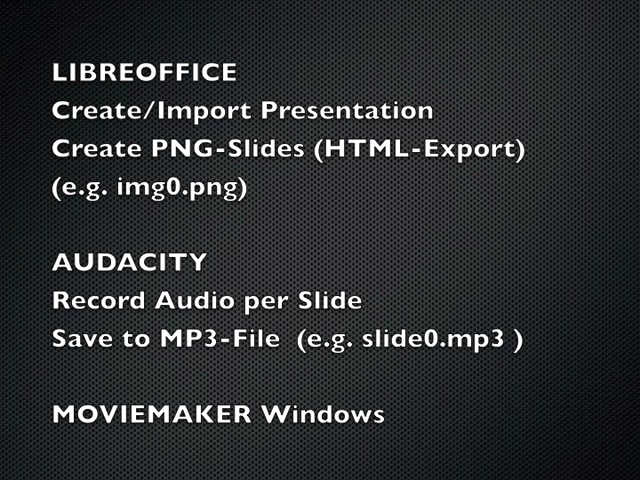 LIBREOFFICE
Create/Import Presentation
Create PNG-Slides (HTML-Export)
(e.g. img0.png)
AUDACITY
Record Audio per Slide
Save to MP3-File (e.g. slide0.mp3 )
MOVIEMAKER Windows